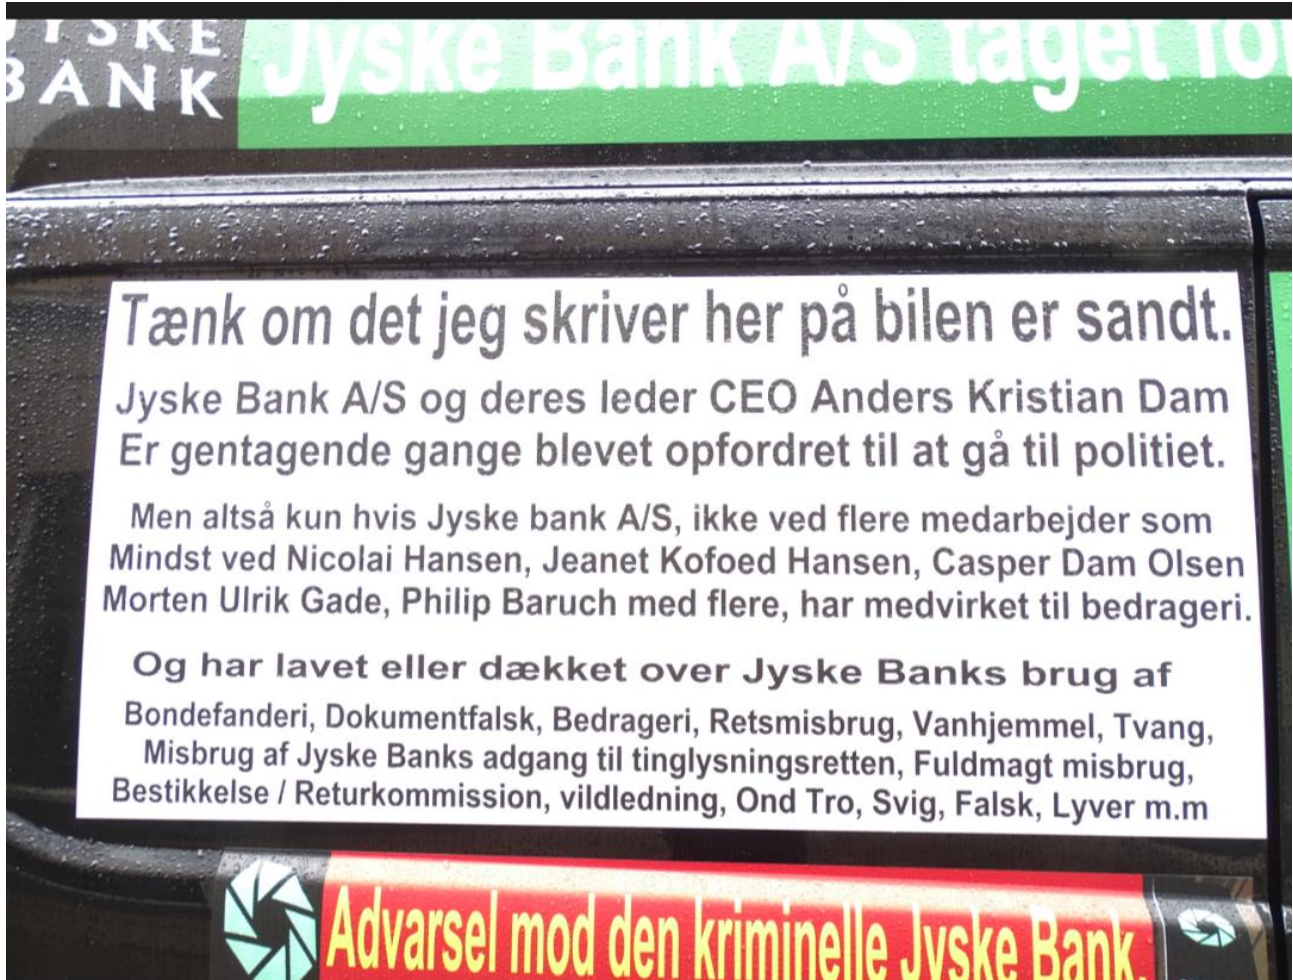 JYSKE
BANK
Jyske Bank A/S taget
Tænk om det jeg skriver her på bilen er sandt.
Jyske Bank A/S og deres leder CEO Anders Kristian Dam
Er gentagende gange blevet opfordret til at gå til politiet.
Men altså kun hvis Jyske bank A/S, ikke ved flere medarbejder som
Mindst ved Nicolai Hansen, Jeanet Kofoed Hansen, Casper Dam Olsen
Morten Ulrik Gade, Philip Baruch med flere, har medvirket til bedrageri.
Og har lavet eller dækket over Jyske Banks brug af
Bondefanderi, Dokumentfalsk, Bedrageri, Retsmisbrug, Vanhjemmel, Tvang,
Misbrug af Jyske Banks adgang til tinglysningsretten, Fuldmagt misbrug,
Bestikkelse / Returkommission, vildledning, Ond Tro, Svig, Falsk, Lyver m.m
Advarsel mod den kriminelle Jyske Bank.